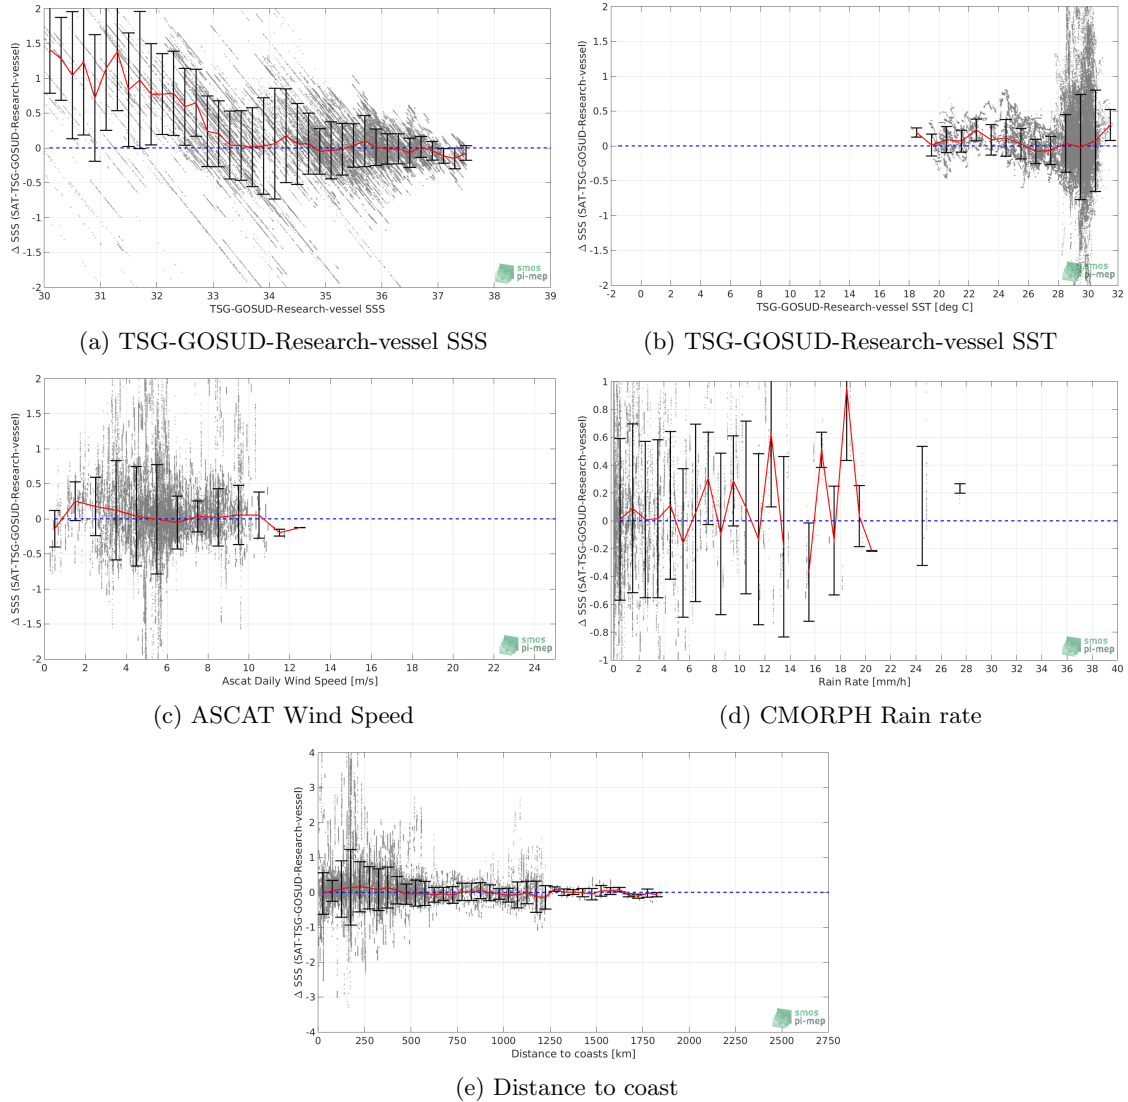 Δ SSS (SAT-TSG-GOSUD-Research-vessel)
2
1.5
1
0.5
0
-0.5
-1
-1.5
-2
30 31 32 33 34 35 36 37 38 39
TSG-GOSUD-Research-vessel SSS
smos
pi-mep
(a) TSG-GOSUD-Research-vessel SSS
Δ SSS (SAT-TSG-GOSUD-Research-vessel)
2
1.5
1
0.5
0
-0.5
-1
-1.5
-2
-2 0 2 4 6 8 10 12 14 16 18 20 22 24 26 28 30 32
TSG-GOSUD-Research-vessel SST [deg C]
smos
pi-mep
(b) TSG-GOSUD-Research-vessel SST
Δ SSS (SAT-TSG-GOSUD-Research-vessel)
2
1.5
1
0.5
0
-0.5
-1
-1.5
-2
0 2 4 6 8 10 12 14 16 18 20 22 24
Ascat Daily Wind Speed [m/s]
smos
pi-mep
(c) ASCAT Wind Speed
Δ SSS (SAT-TSG-GOSUD-Research-vessel)
1
0.8
0.6
0.4
0.2
0
-0.2
-0.4
-0.6
-0.8
-1
0 2 4 6 8 10 12 14 16 18 20 22 24 26 28 30 32 34 36 38 40
Rain Rate [mm/h]
smos
pi-mep
(d) CMORPH Rain rate
Δ SSS (SAT-TSG-GOSUD-Research-vessel)
4
3
2
1
0
-1
-2
-3
-4
0 250 500 750 1000 1250 1500 1750 2000 2250 2500 2750
Distance to coasts [km]
smos
pi-mep
(e) Distance to coast